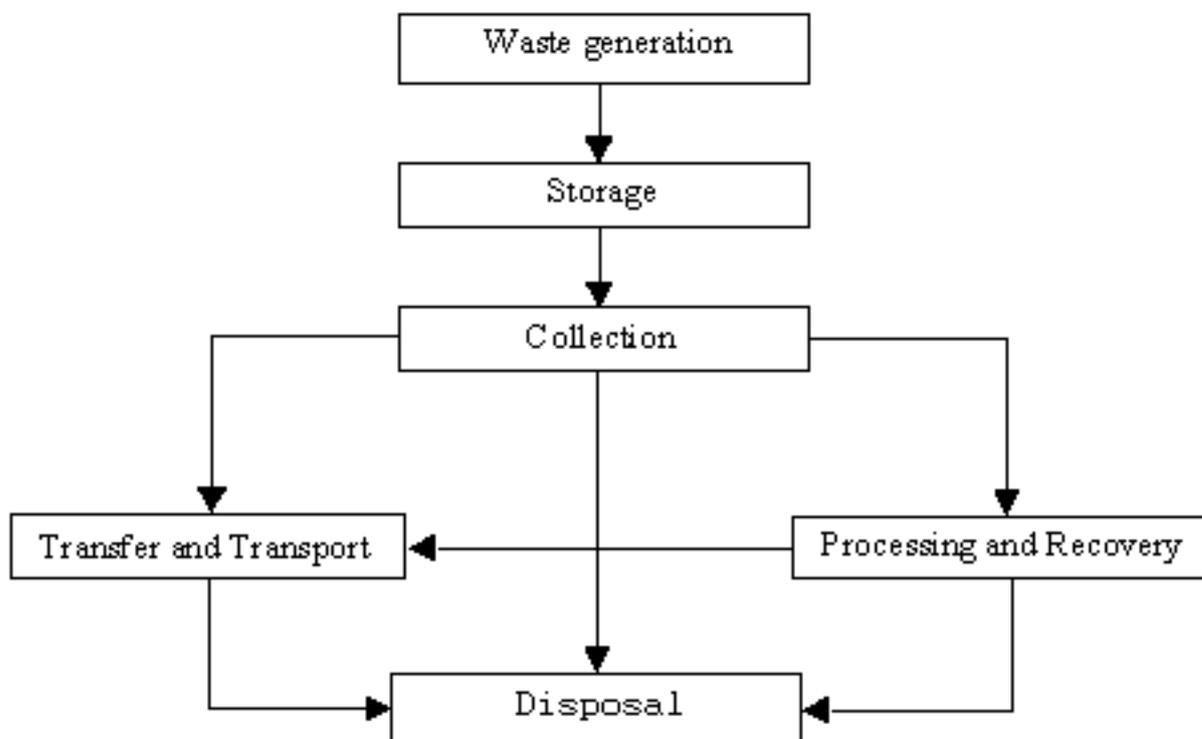 Waste generation
Storage
Collection
Transfer and Transport
Processing and Recovery
Disposal